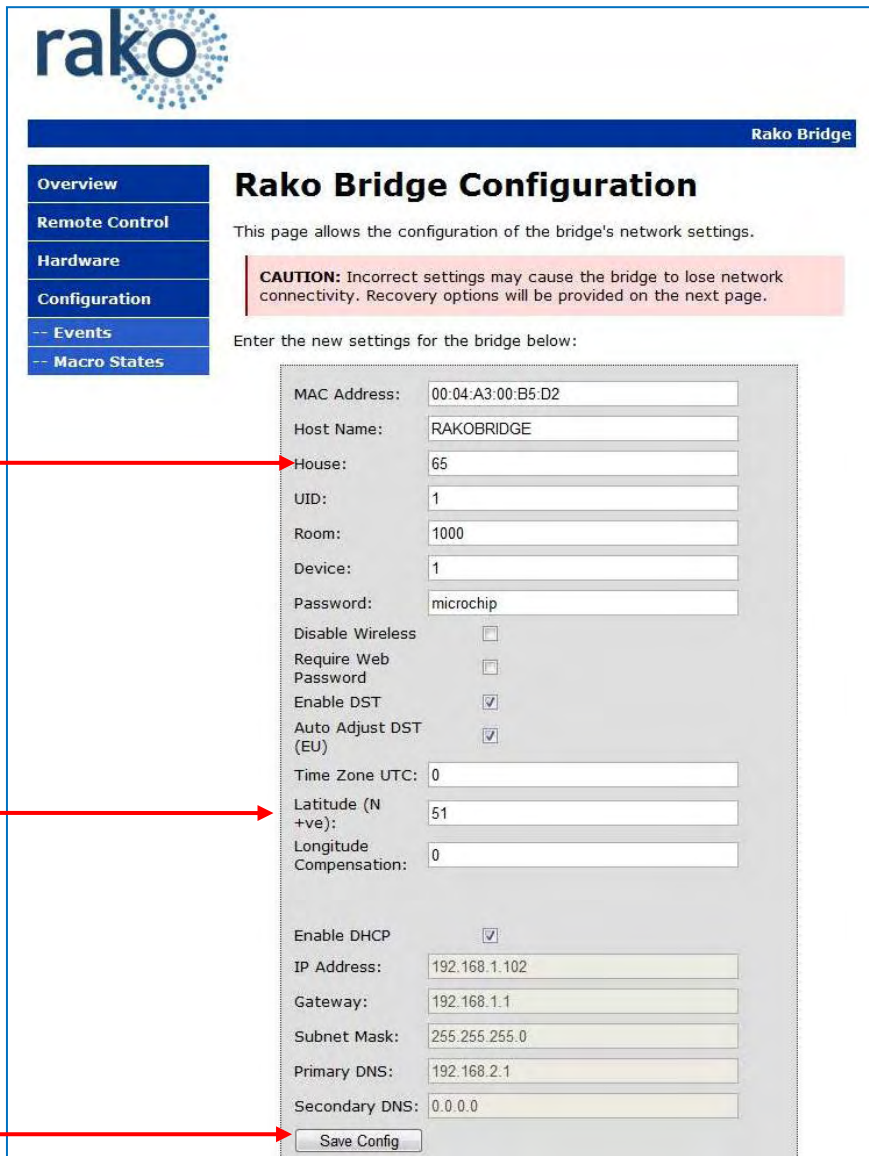 rako
Rako Bridge
Overview
Remote Control
Hardware
Configuration
-- Events
-- Macro States
Rako Bridge Configuration
This page allows the configuration of the bridge's network settings.
CAUTION: Incorrect settings may cause the bridge to lose network
connectivity. Recovery options will be provided on the next page.
Enter the new settings for the bridge below:
MAC Address: 00:04:A3:00:B5:D2
Host Name: RAKOBRIDGE
House: 65
UID: 1
Room: 1000
Device: 1
Password: microchip
Disable Wireless
Require Web
Password
Enable DST
Auto Adjust DST
(EU)
Time Zone UTC: 0
Latitude (N
+ve): 51
Longitude
Compensation: 0
Enable DHCP
IP Address: 192.168.1.102
Gateway: 192.168.1.1
Subnet Mask: 255.255.255.0
Primary DNS: 192.168.2.1
Secondary DNS: 0.0.0.0
Save Config